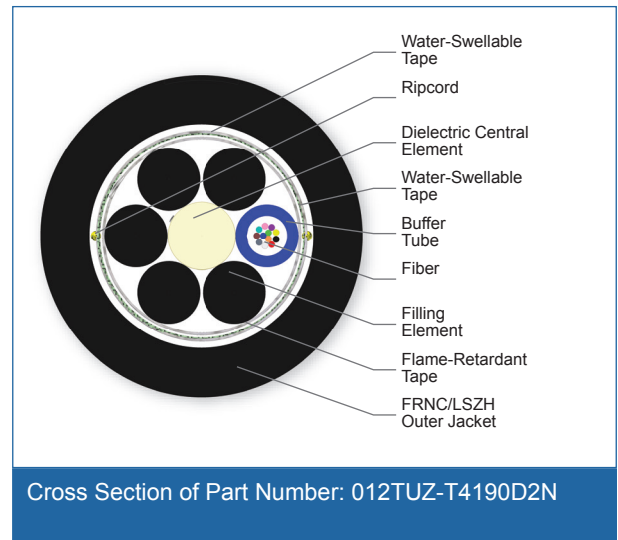 Water-Swellable
Tape
Ripcord
Dielectric Central
Element
Water-Swellable
Tape
Buffer
Tube
Fiber
Filling
Element
Flame-Retardant
Tape
FRNC/LSZH
Outer Jacket
Cross Section of Part Number: 012TUZ-T4190D2N